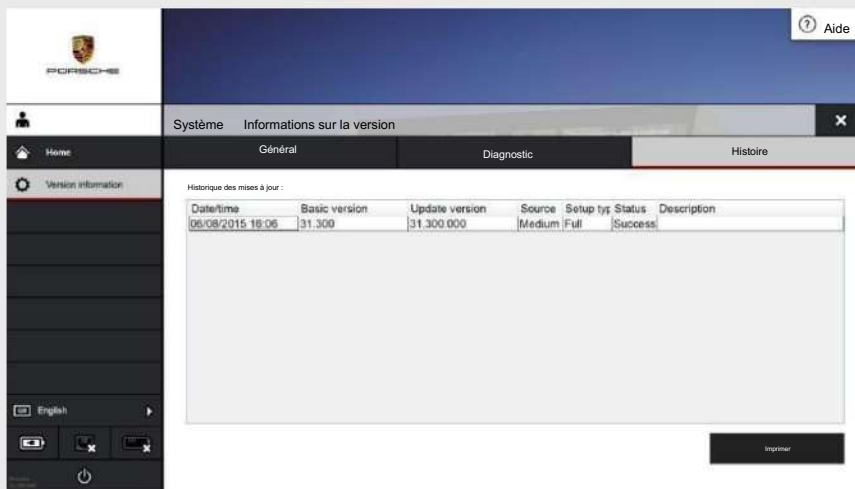 Aide
PORSCHE
Système Informations sur la version
Home
Général
Diagnostic
Histoire
Version information
Historique des mises à jour :
Date/time Basic version Update version Source Setup typ Status Description
06/08/2015 16:06 31.300 31.300.000 Medium Full Success
English
Imprimer